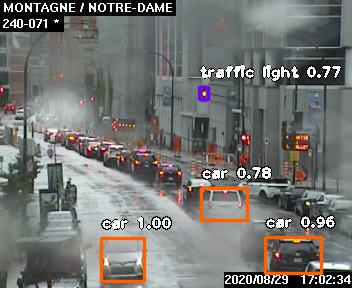 MONTAGNE / NOTRE-DAME
240-071 *
traffic light 0.77
car 0.78
car 1.00
car 0.96
2020/08/29 17:02:34